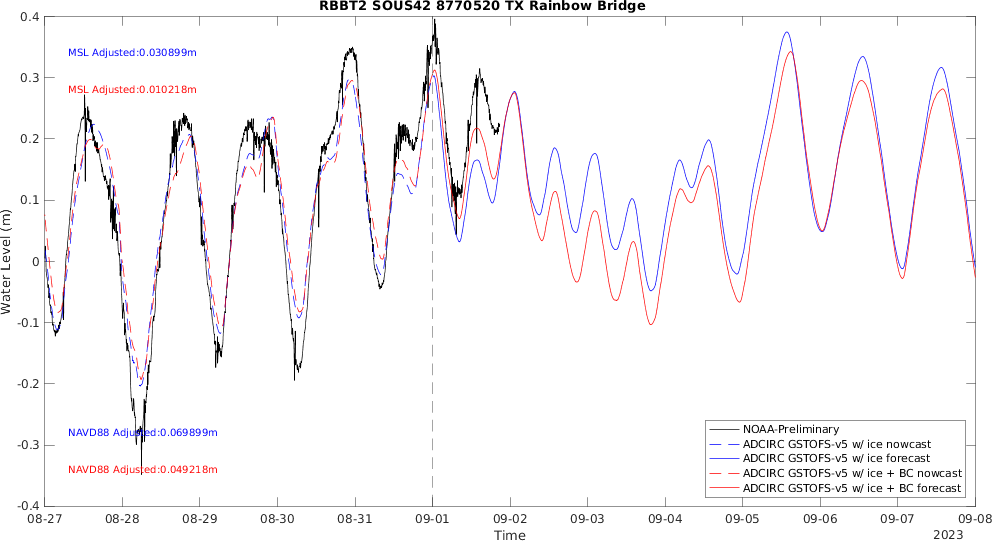 RBBT2 SOUS42 8770520 TX Rainbow Bridge
0.4
0.3
0.2
0.1
0
-0.1
-0.2
-0.3
-0.4
Water Level (m)
MSL Adjusted:0.030899m
MSL Adjusted:0.010218m
NAVD88 Adjusted:0.069899m
NAVD88 Adjusted:0.049218m
NOAA-Preliminary
ADCIRC GSTOFS-v5 w/ ice nowcast
ADCIRC GSTOFS-v5 w/ ice forecast
ADCIRC GSTOFS-v5 w/ ice + BC nowcast
ADCIRC GSTOFS-v5 w/ ice + BC forecast
08-27 08-28 08-29 08-30 08-31 09-01 09-02 09-03 09-04 09-05 09-06 09-07 09-08
Time
2023